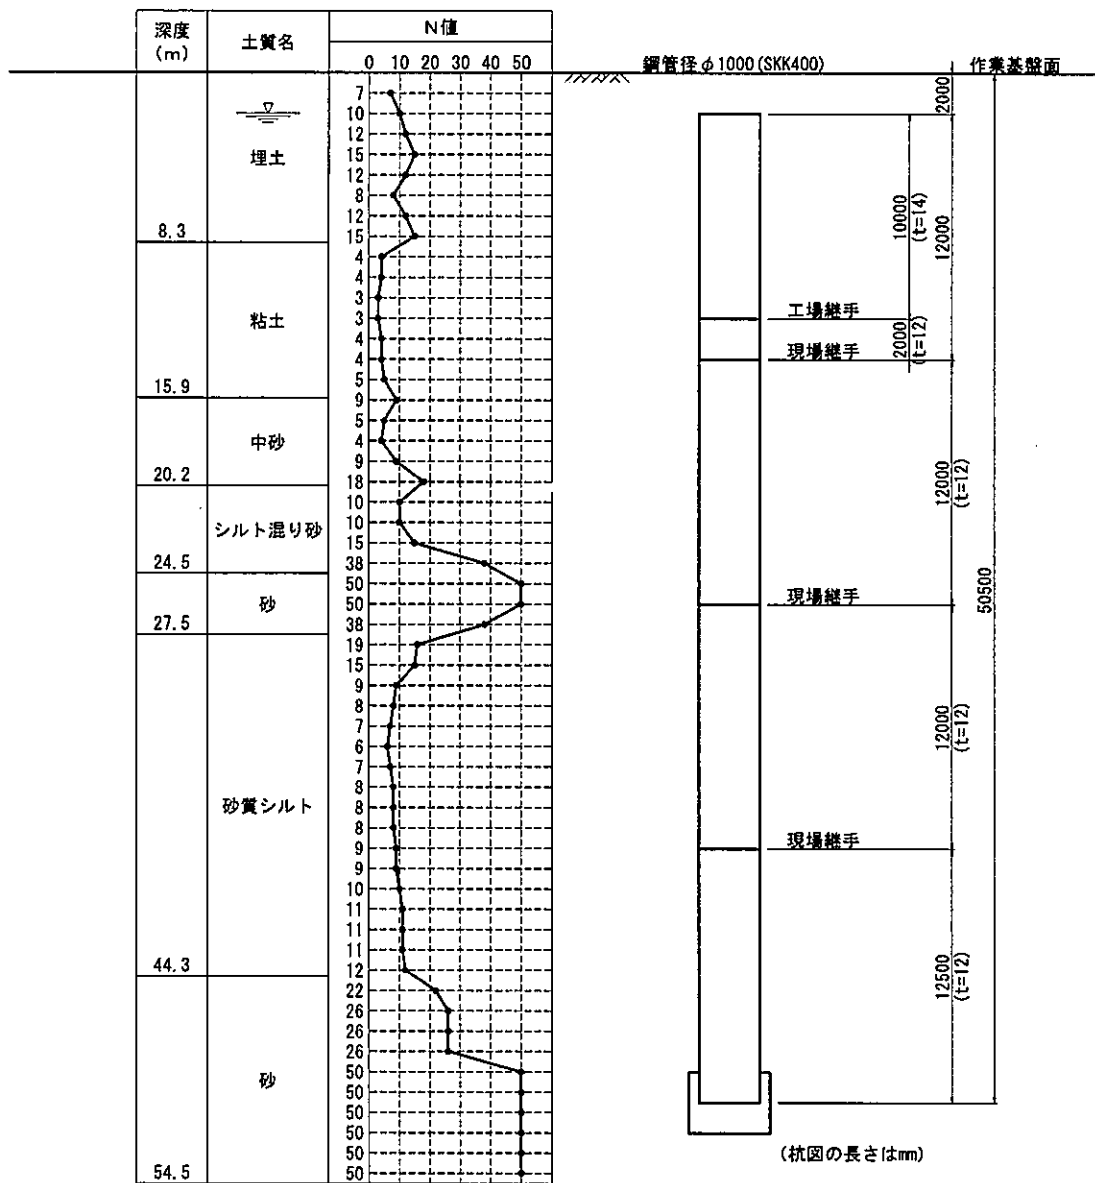 深度
(m)
土質名
N値
0 10 20 30 40 50
鋼管径φ1000(SKK400)
作業基盤面
7
10
12
15
埋土
12
8
12
8.3
15
4
4
3
粘土
3
4
4
5
15.9
9
5
中砂
4
9
20.2
18
10
シルト混り砂
10
15
24.5
38
50
砂
50
27.5
38
19
15
9
8
7
6
7
8
砂質シルト
8
8
9
9
10
11
11
11
44.3
12
22
26
26
26
50
砂
50
50
50
50
54.5
50
2000
10000
(t=14)
12000
工場継手
2000
(t=12)
現場継手
12000
(t=12)
現場継手
50500
12000
(t=12)
現場継手
12500
(t=12)
(杭図の長さはmm)